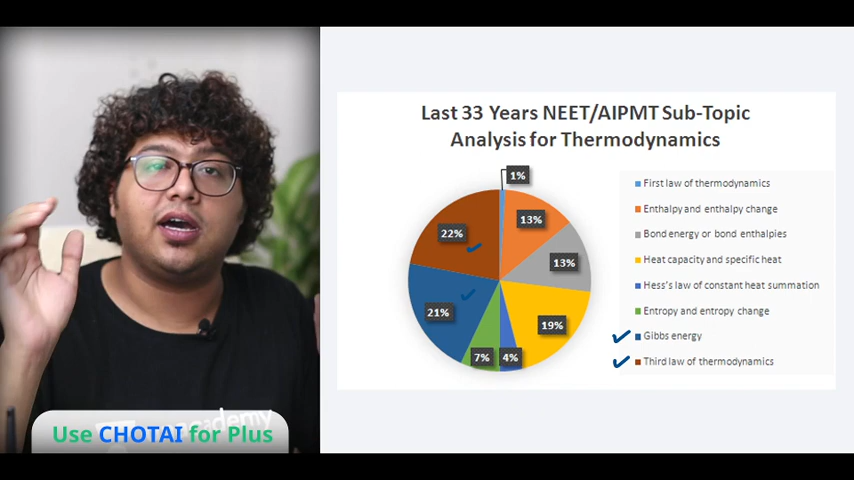 Last 33 Years NEET/AIPMT Sub-Topic
Analysis for Thermodynamics
1%
13%
13%
19%
4%
7%
21%
22%
First law of thermodynamics
Enthalpy and enthalpy change
Bond energy or bond enthalpies
Heat capacity and specific heat
Hess's law of constant heat summation
Entropy and entropy change
Gibbs energy
Third law of thermodynamics
academy
Use CHOTAI for Plus